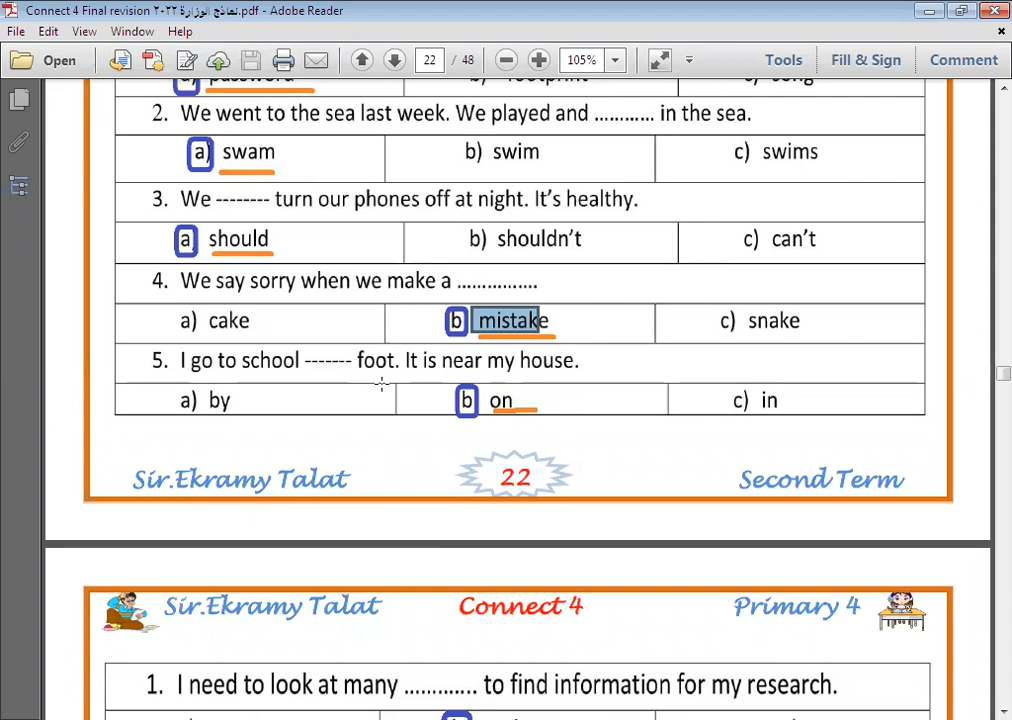 Connect 4 Final revision نماذج الوزارة ٢٠٢٢.pdf - Adobe Reader
File Edit View Window Help
Open 22 / 48 105% Tools Fill & Sign Comment
a) password b) footprint c) song
2. We went to the sea last week. We played and ………… in the sea.
a) swam b) swim c) swims
3. We -------- turn our phones off at night. It’s healthy.
a should b) shouldn’t c) can’t
4. We say sorry when we make a ……………
a) cake b mistake c) snake
5. I go to school ------- foot. It is near my house.
a) by b on c) in
Sir.Ekramy Talat 22 Second Term
Sir.Ekramy Talat Connect 4 Primary 4
1. I need to look at many ………….. to find information for my research.